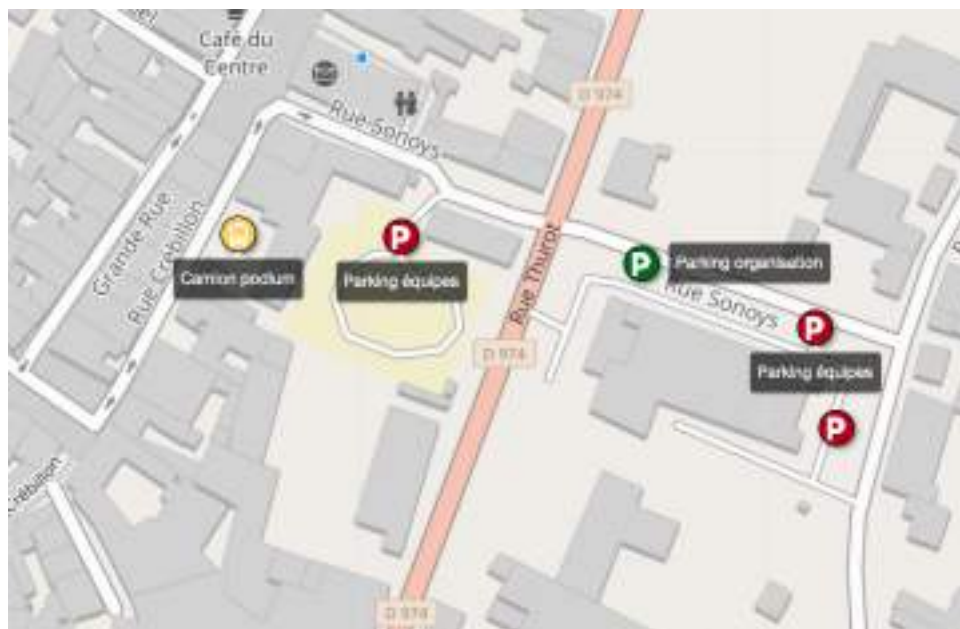 Café du
Centre
D 974
Rue Sonoys
Grande Rue
Rue Crébillon
Camion podium
P
Parking équipes
Rue Thurot
P
Parking organisation
Rue Sonoys
P
Parking équipes
D 974
P
Crébillon
D 974